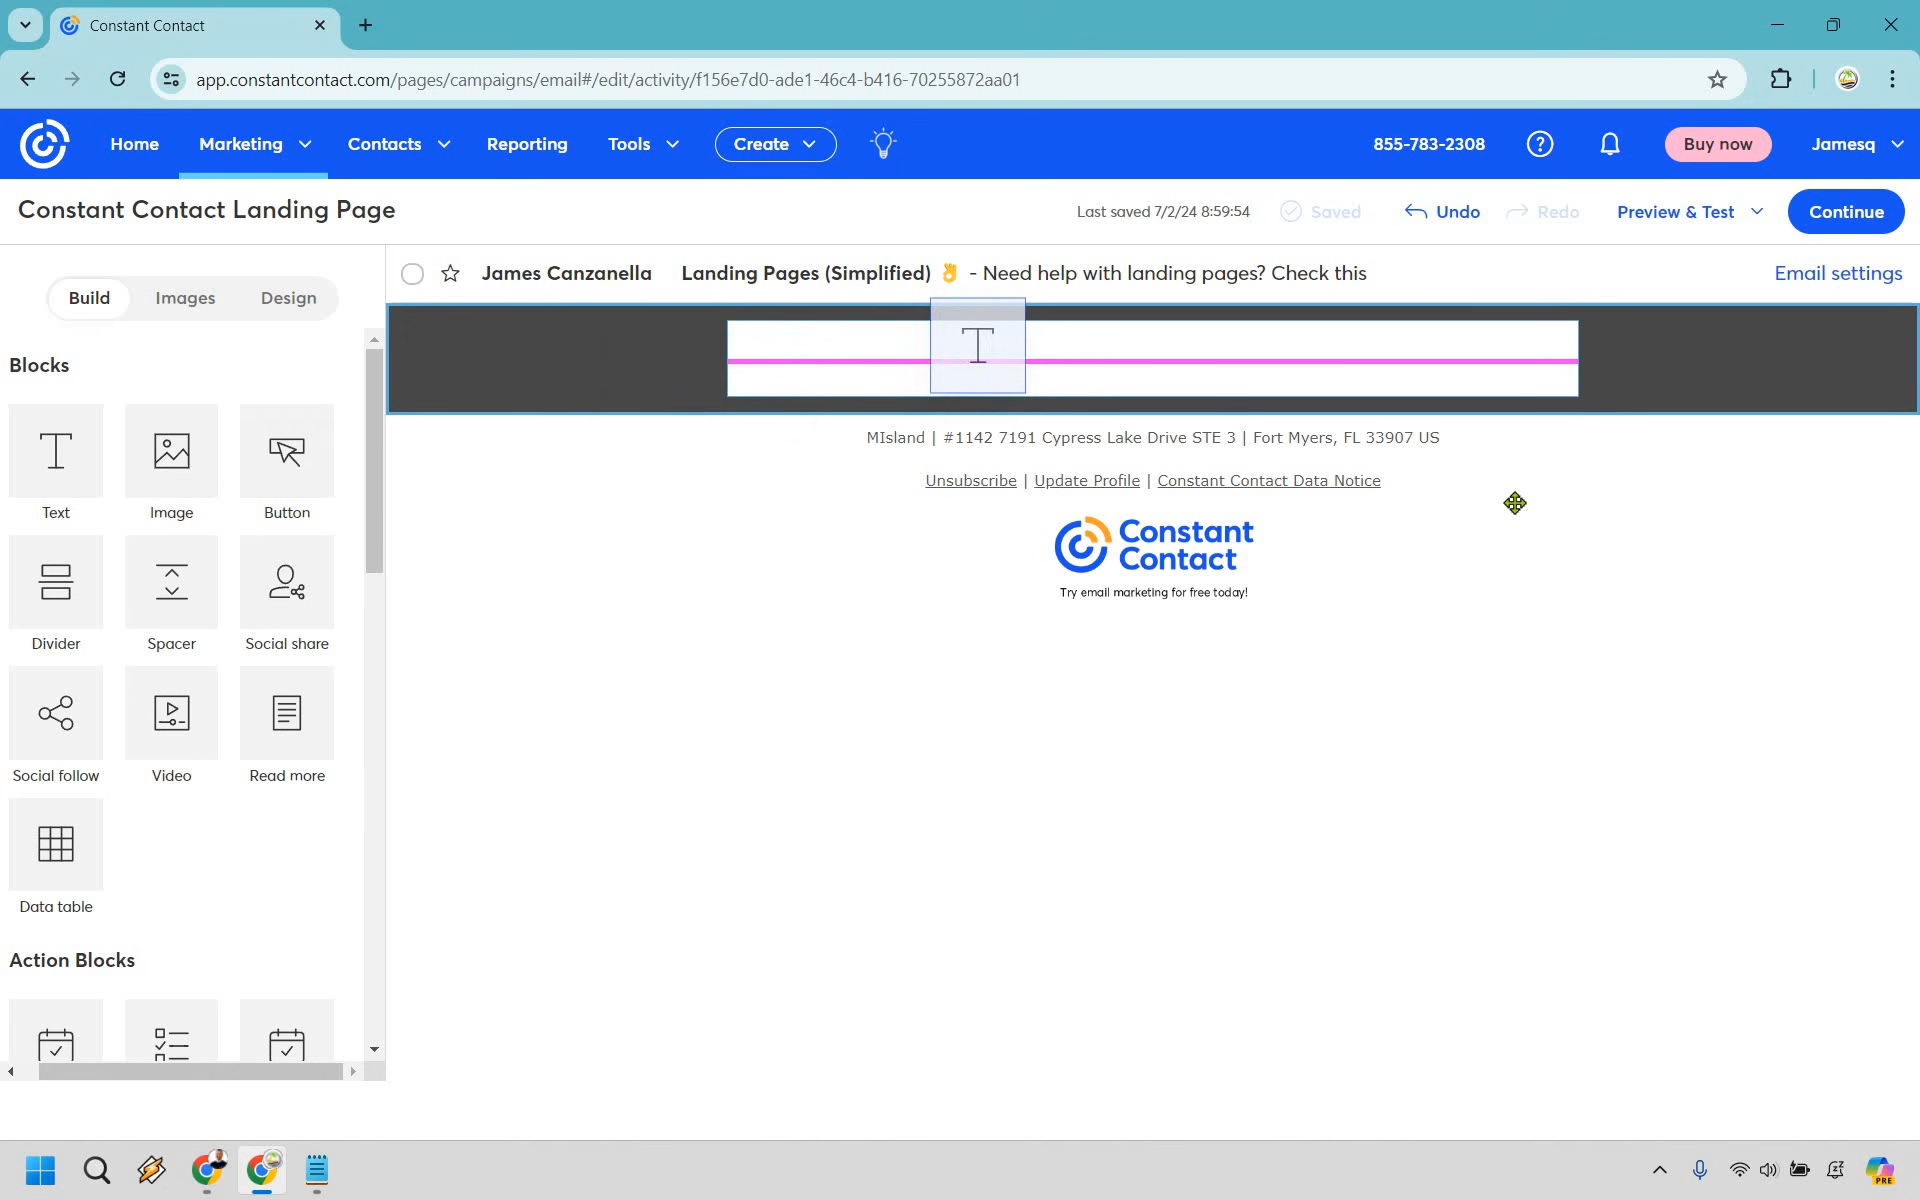 Constant Contact
app.constantcontact.com/pages/campaigns/email#/edit/activity/f156e7d0-ade1-46c4-b416-70255872aa01
Home Marketing Contacts Reporting Tools Create 855-783-2308 Buy now Jamesq
Constant Contact Landing Page Last saved 7/2/24 8:59:54 Saved Undo Redo Preview & Test Continue
James Canzanella Landing Pages (Simplified) 👌 - Need help with landing pages? Check this Email settings
Build Images Design
Blocks
Text Image Button
Divider Spacer Social share
Social follow Video Read more
Data table
Action Blocks
MIsland | #1142 7191 Cypress Lake Drive STE 3 | Fort Myers, FL 33907 US
Unsubscribe | Update Profile | Constant Contact Data Notice
Constant
Contact
Try email marketing for free today!
PRE